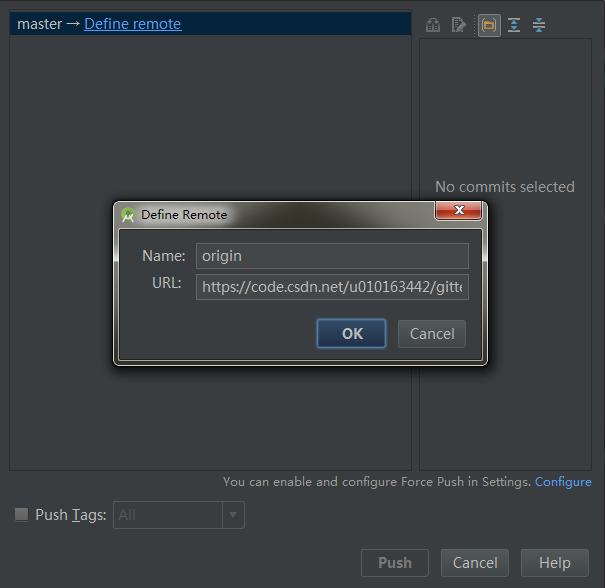 master → Define remote
No commits selected
Define Remote
Name: origin
URL: https://code.csdn.net/u010163442/gitte
OK Cancel
You can enable and configure Force Push in Settings. Configure
Push Tags: All
Push Cancel Help